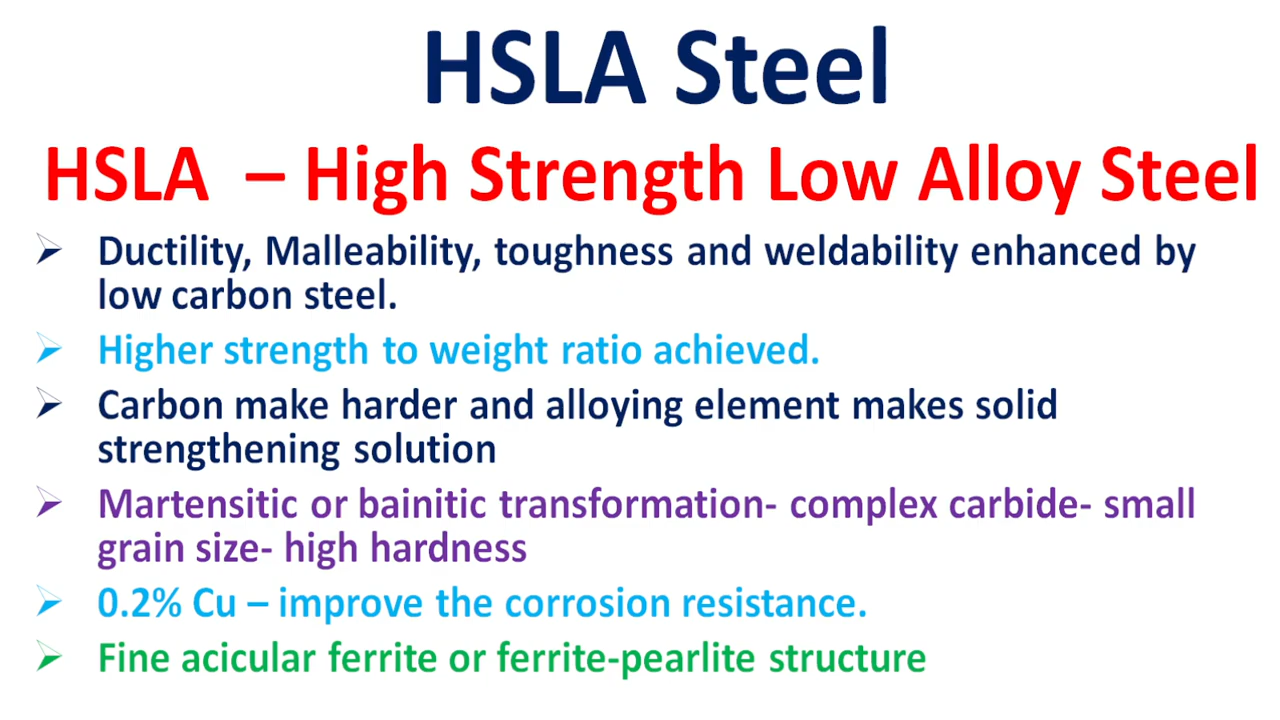 HSLA Steel
HSLA – High Strength Low Alloy Steel
➢ Ductility, Malleability, toughness and weldability enhanced by
low carbon steel.
➢ Higher strength to weight ratio achieved.
➢ Carbon make harder and alloying element makes solid
strengthening solution
➢ Martensitic or bainitic transformation- complex carbide- small
grain size- high hardness
➢ 0.2% Cu – improve the corrosion resistance.
➢ Fine acicular ferrite or ferrite-pearlite structure